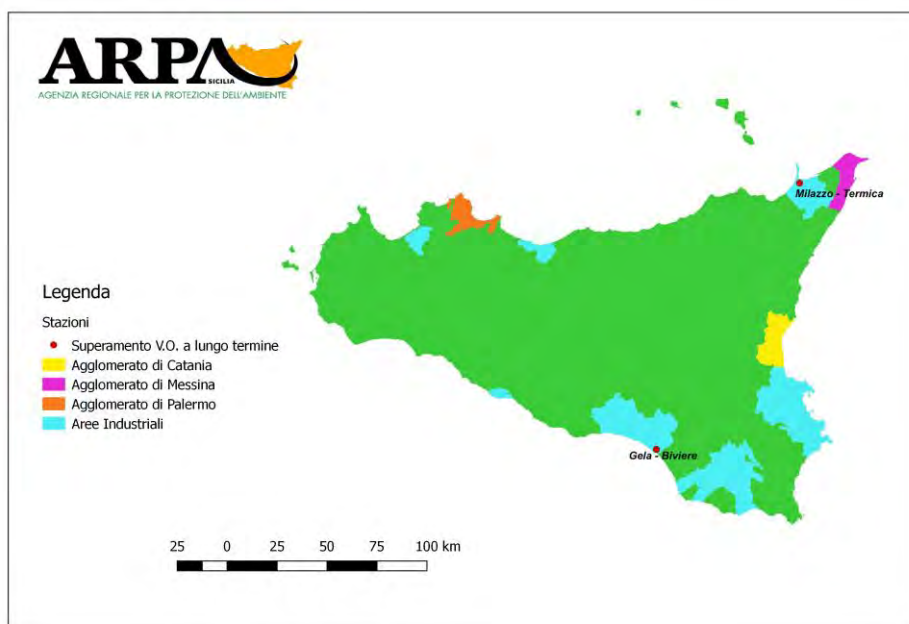 ARPA
SICILIA
AGENZIA REGIONALE PER LA PROTEZIONE DELL'AMBIENTE
Milazzo - Termica
Legenda
Stazioni
Superamento V.O. a lungo termine
Agglomerato di Catania
Agglomerato di Messina
Agglomerato di Palermo
Aree Industriali
Gela - Biviere
25 0 25 50 75 100 km